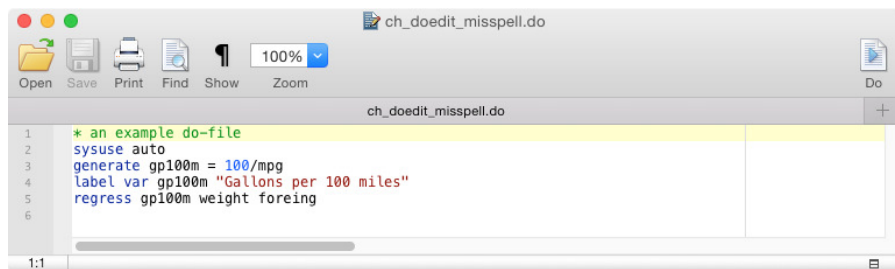 ch_doedit_misspell.do
Open Save Print Find ¶ Show 100% Zoom Do
ch_doedit_misspell.do +
1 * an example do-file
2 sysuse auto
3 generate gp100m = 100/mpg
4 label var gp100m "Gallons per 100 miles"
5 regress gp100m weight foreing
6
1:1